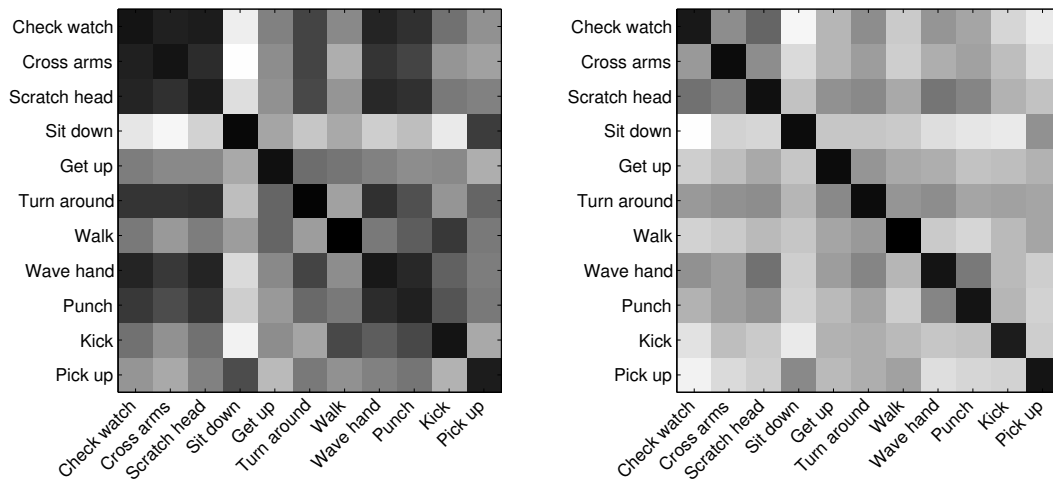 Check watch
Cross arms
Scratch head
Sit down
Get up
Turn around
Walk
Wave hand
Punch
Kick
Pick up
Check watch
Cross arms
Scratch head
Sit down
Get up
Turn around
Walk
Wave hand
Punch
Kick
Pick up
Check watch
Cross arms
Scratch head
Sit down
Get up
Turn around
Walk
Wave hand
Punch
Kick
Pick up
Check watch
Cross arms
Scratch head
Sit down
Get up
Turn around
Walk
Wave hand
Punch
Kick
Pick up